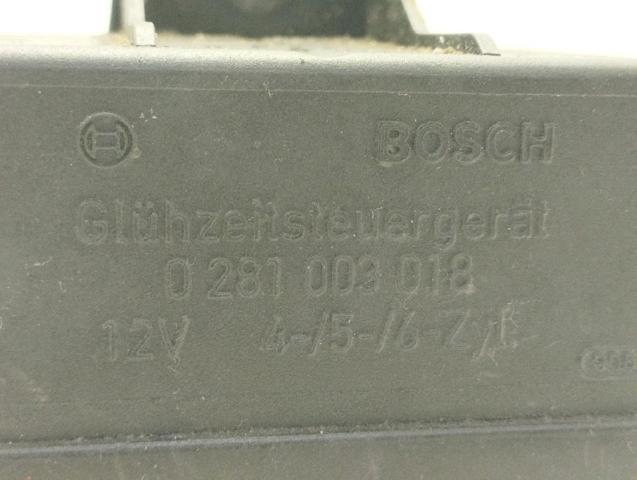 BOSCH
Glühzeitsteuergerät
0 281 003 018
12V 4-/5-/6-Zyl.